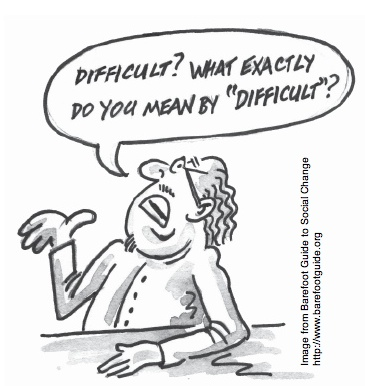 DIFFICULT? WHAT EXACTLY
DO YOU MEAN BY "DIFFICULT"?
Image from Barefoot Guide to Social Change
http://www.barefootguide.org